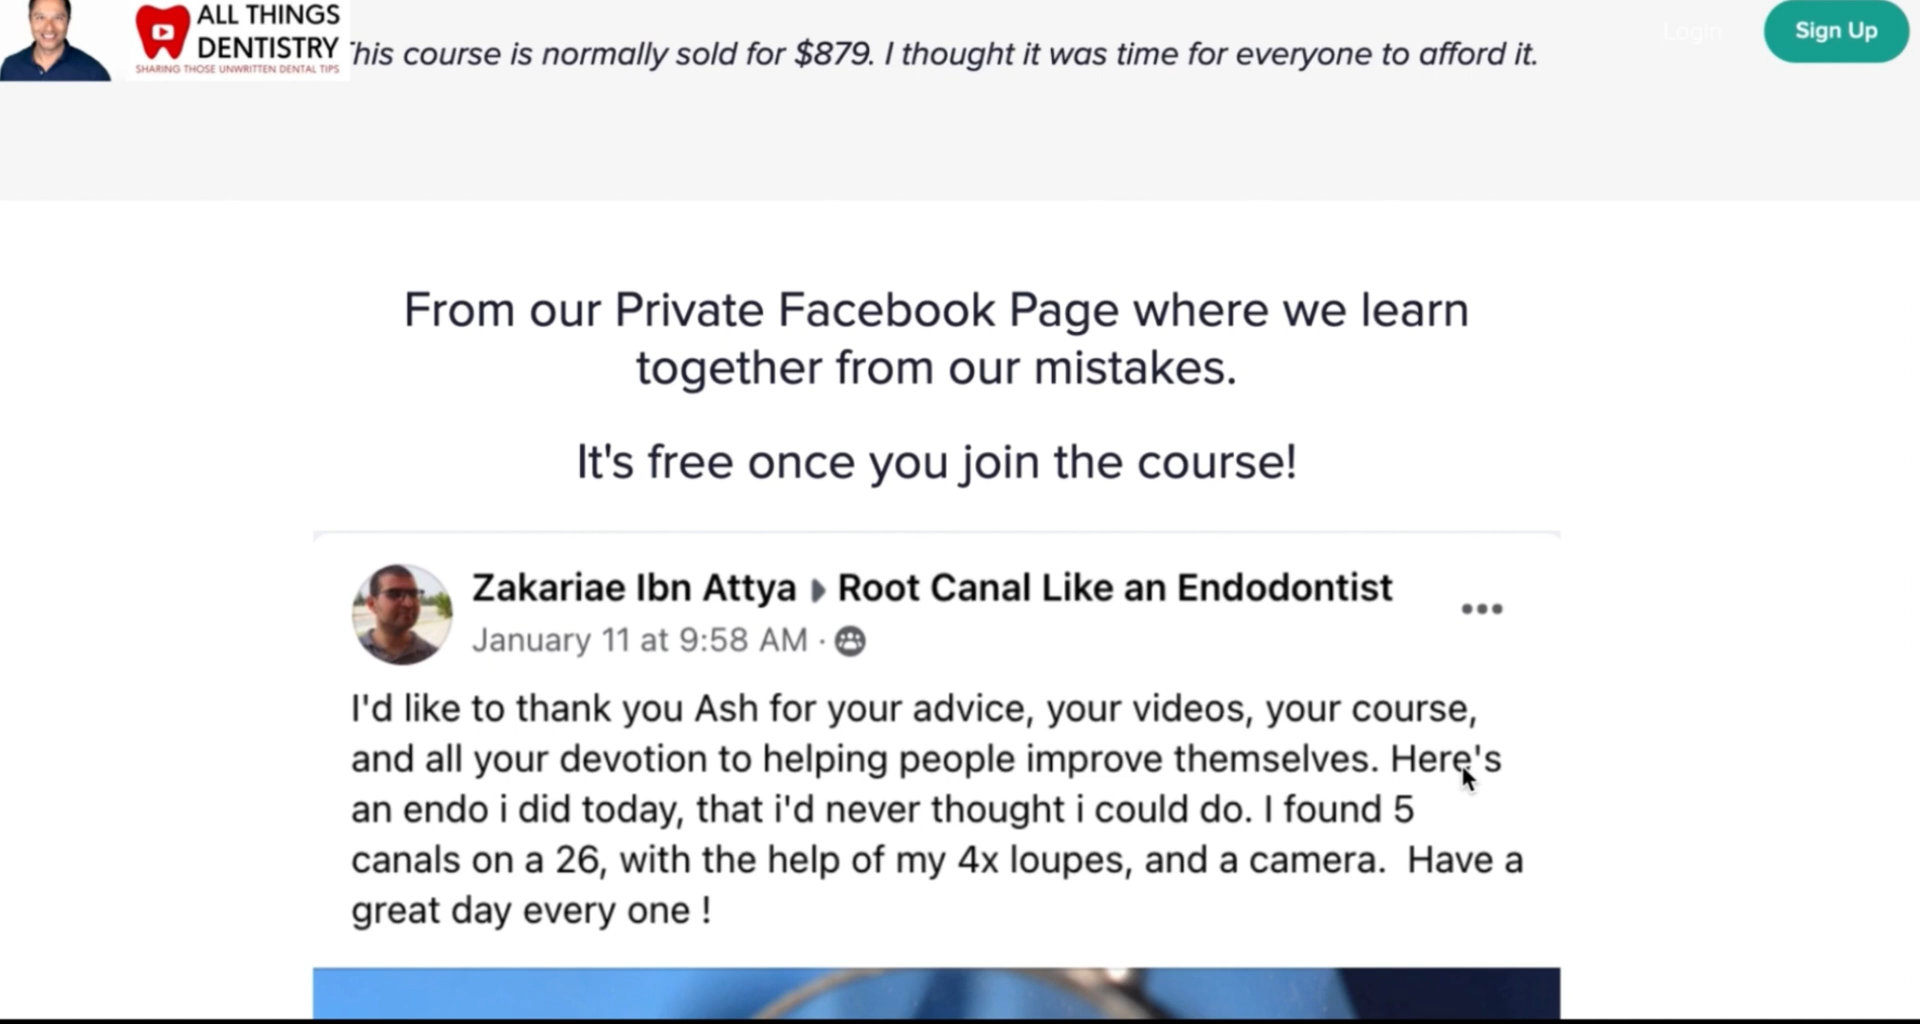 ALL THINGS
DENTISTRY
SHARING THOSE UNWRITTEN DENTAL TIPS
This course is normally sold for $879. I thought it was time for everyone to afford it.
Login
Sign Up
From our Private Facebook Page where we learn
together from our mistakes.
It's free once you join the course!
Zakariae Ibn Attya Root Canal Like an Endodontist
January 11 at 9:58 AM ·
I'd like to thank you Ash for your advice, your videos, your course,
and all your devotion to helping people improve themselves. Here's
an endo i did today, that i'd never thought i could do. I found 5
canals on a 26, with the help of my 4x loupes, and a camera.  Have a
great day every one !